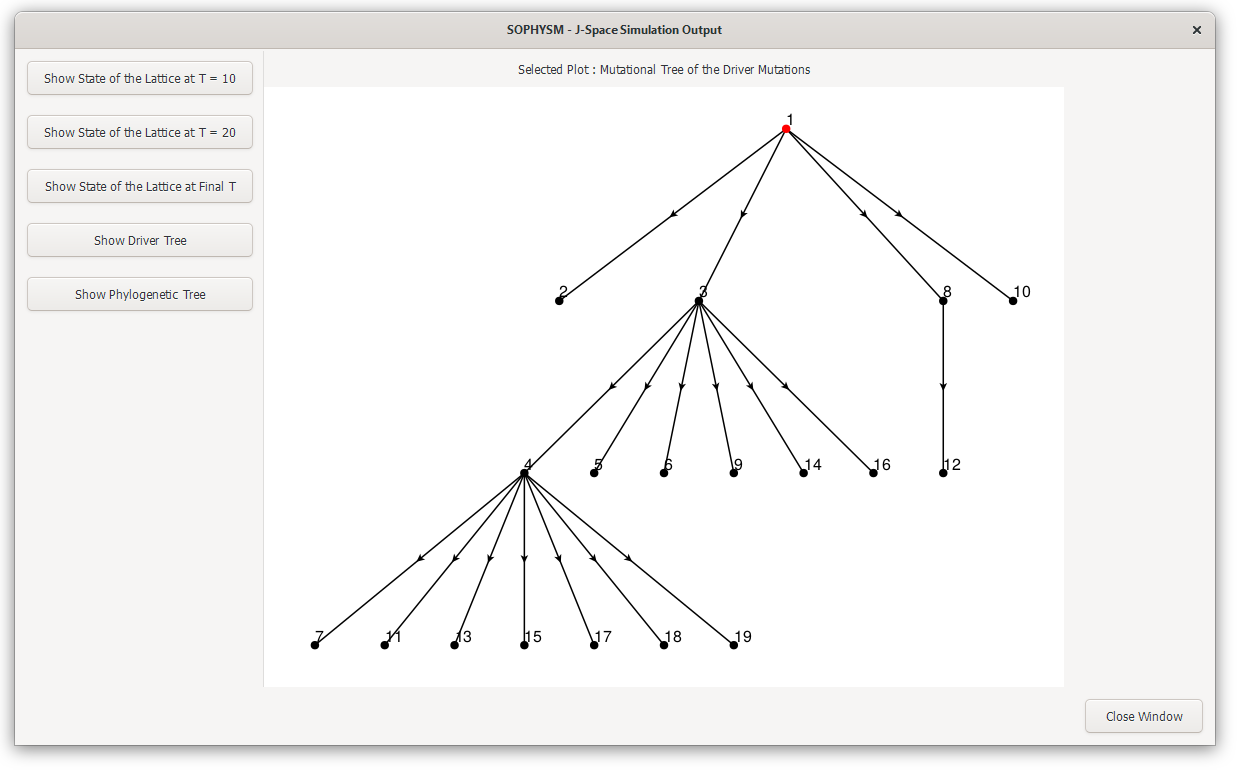 SOPHYSM - J-Space Simulation Output
Show State of the Lattice at T = 10
Show State of the Lattice at T = 20
Show State of the Lattice at Final T
Show Driver Tree
Show Phylogenetic Tree
Selected Plot : Mutational Tree of the Driver Mutations
1
2 3 8 10
4 5 6 9 14 16 12
7 11 13 15 17 18 19
Close Window